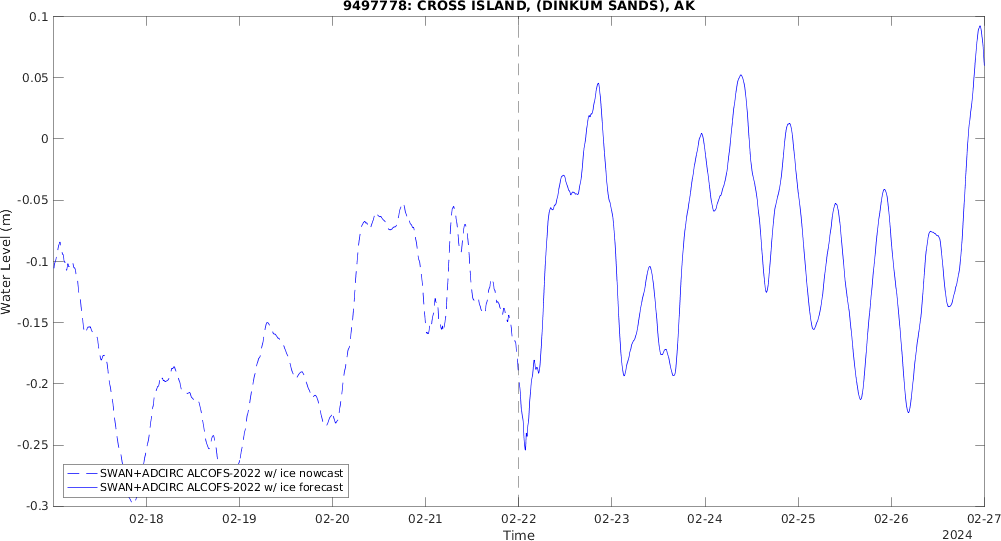 9497778: CROSS ISLAND, (DINKUM SANDS), AK
Water Level (m)
0.1
0.05
0
-0.05
-0.1
-0.15
-0.2
-0.25
-0.3
SWAN+ADCIRC ALCOFS-2022 w/ ice nowcast
SWAN+ADCIRC ALCOFS-2022 w/ ice forecast
02-18 02-19 02-20 02-21 02-22 02-23 02-24 02-25 02-26 02-27
Time
2024